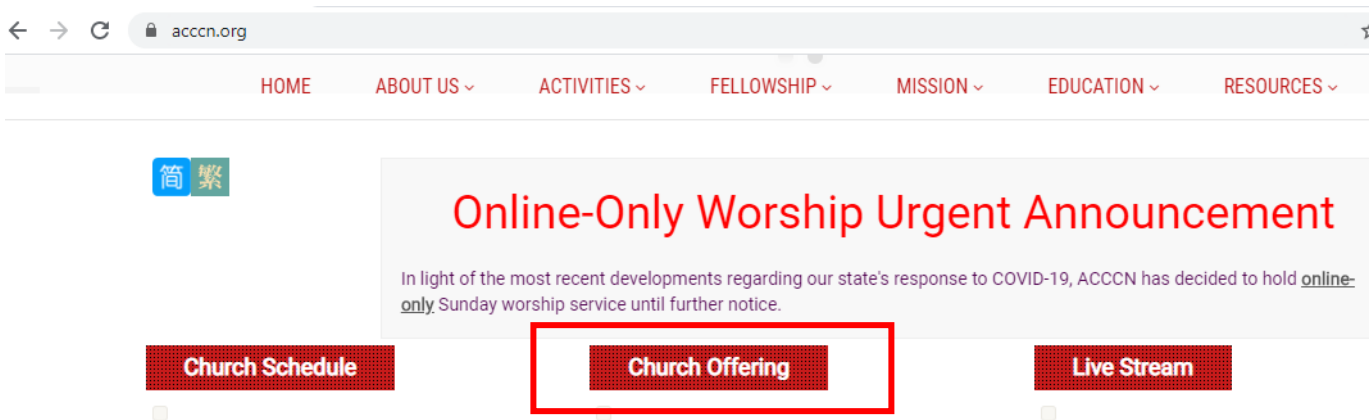 acccn.org
HOME ABOUT US ACTIVITIES FELLOWSHIP MISSION EDUCATION RESOURCES
简 繁
Online-Only Worship Urgent Announcement
In light of the most recent developments regarding our state's response to COVID-19, ACCCN has decided to hold online-
only Sunday worship service until further notice.
Church Schedule Church Offering Live Stream